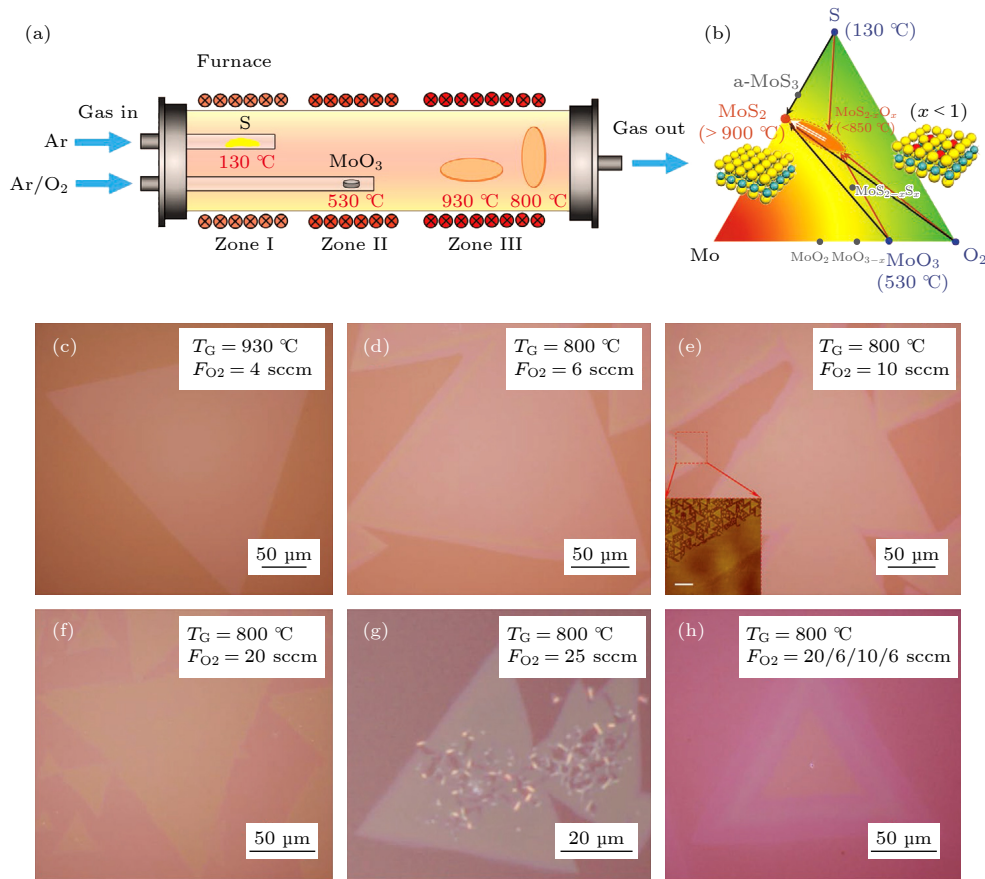 (a)
Furnace
Gas in
S
Ar
130 ℃
MoO3
Ar/O2
530 ℃
930 ℃
800 ℃
Gas out
Zone I
Zone II
Zone III
(b)
S
(130 ℃)
a-MoS3
MoS2
(> 900 ℃)
MoS2-xOx
(<850 ℃)
(x < 1)
MoS2-xSx
Mo
MoO2
MoO3-x
MoO3
(530 ℃)
O2
(c)
TG = 930 ℃
FO2 = 4 sccm
50 µm
(d)
TG = 800 ℃
FO2 = 6 sccm
50 µm
(e)
TG = 800 ℃
FO2 = 10 sccm
50 µm
(f)
TG = 800 ℃
FO2 = 20 sccm
50 µm
(g)
TG = 800 ℃
FO2 = 25 sccm
20 µm
(h)
TG = 800 ℃
FO2 = 20/6/10/6 sccm
50 µm